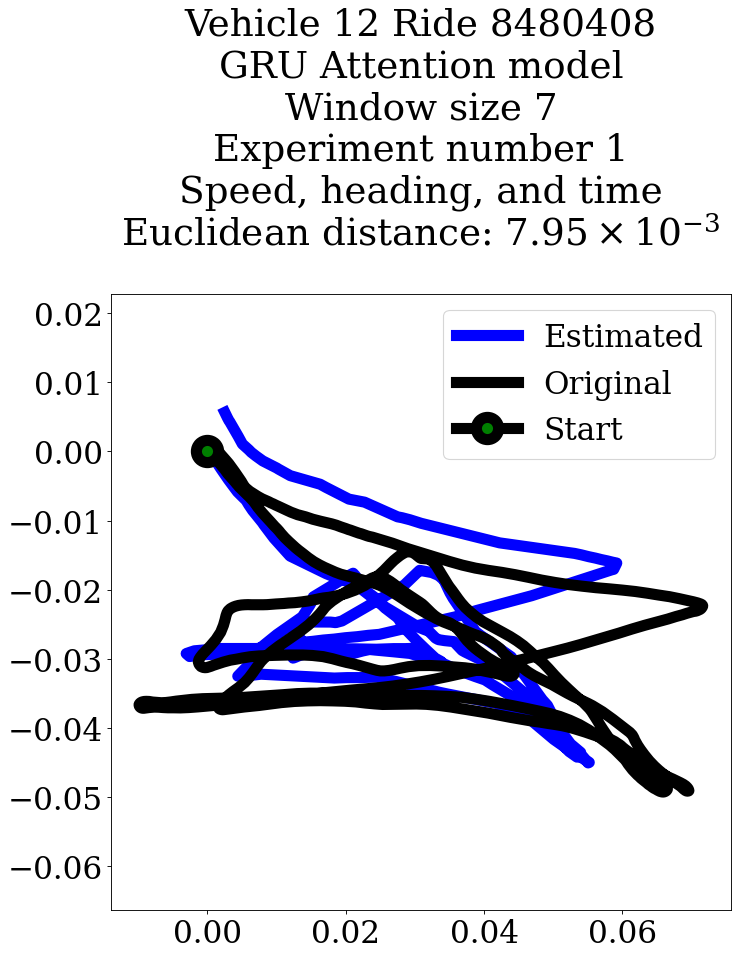 Vehicle 12 Ride 8480408
GRU Attention model
Window size 7
Experiment number 1
Speed, heading, and time
Euclidean distance: 7.95 × 10⁻³
Estimated
Original
Start
0.02
0.01
0.00
−0.01
−0.02
−0.03
−0.04
−0.05
−0.06
0.00 0.02 0.04 0.06